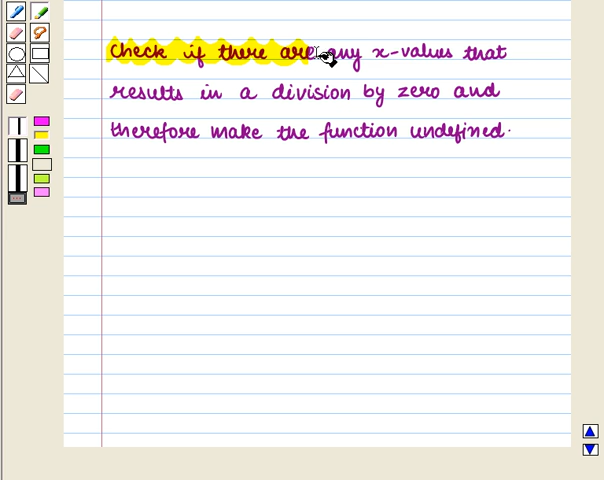 Check if there are any x-values that
results in a division by zero and
therefore make the function undefined.